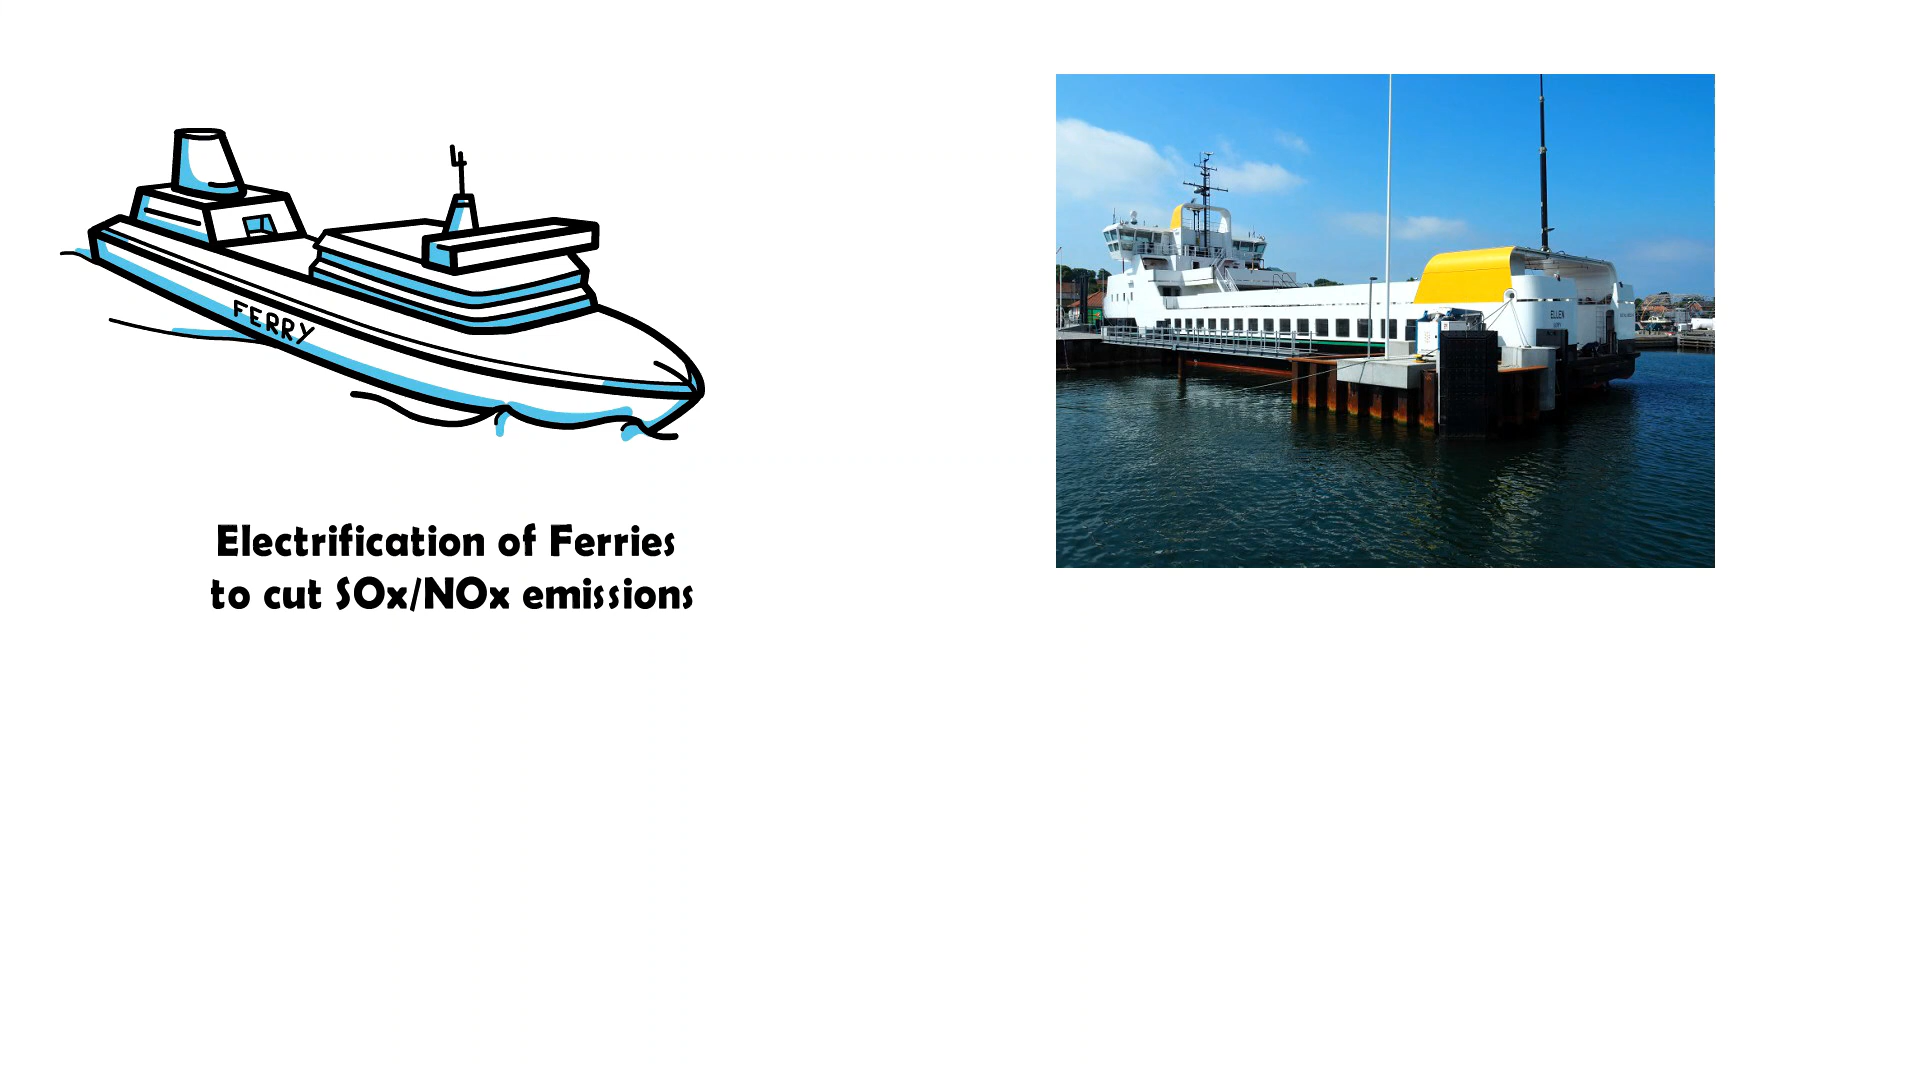 FERRY
ELLEN
Electrification of Ferries
to cut SOx/NOx emissions